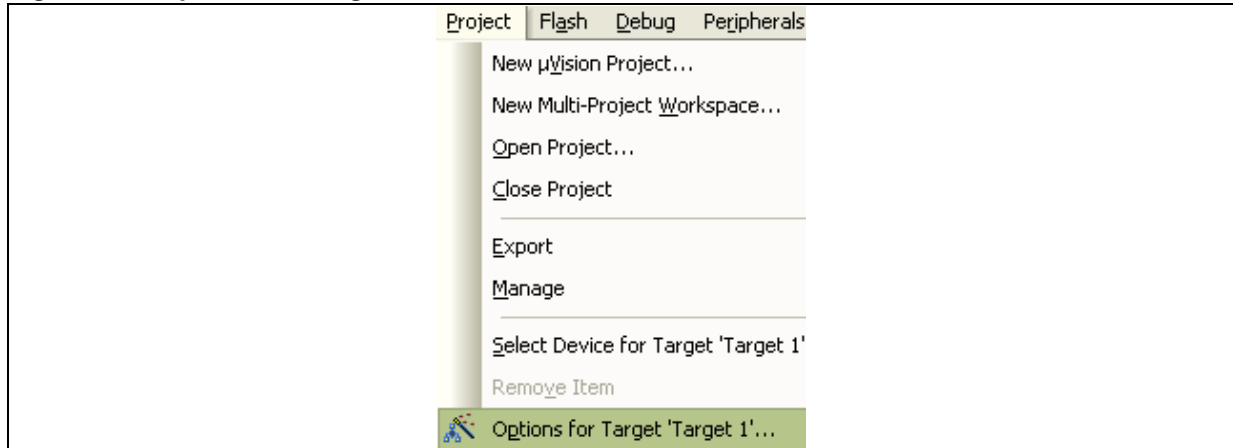 Project Flash Debug Peripherals
New µVision Project...
New Multi-Project Workspace...
Open Project...
Close Project
Export
Manage
Select Device for Target 'Target 1'
Remove Item
Options for Target 'Target 1'...